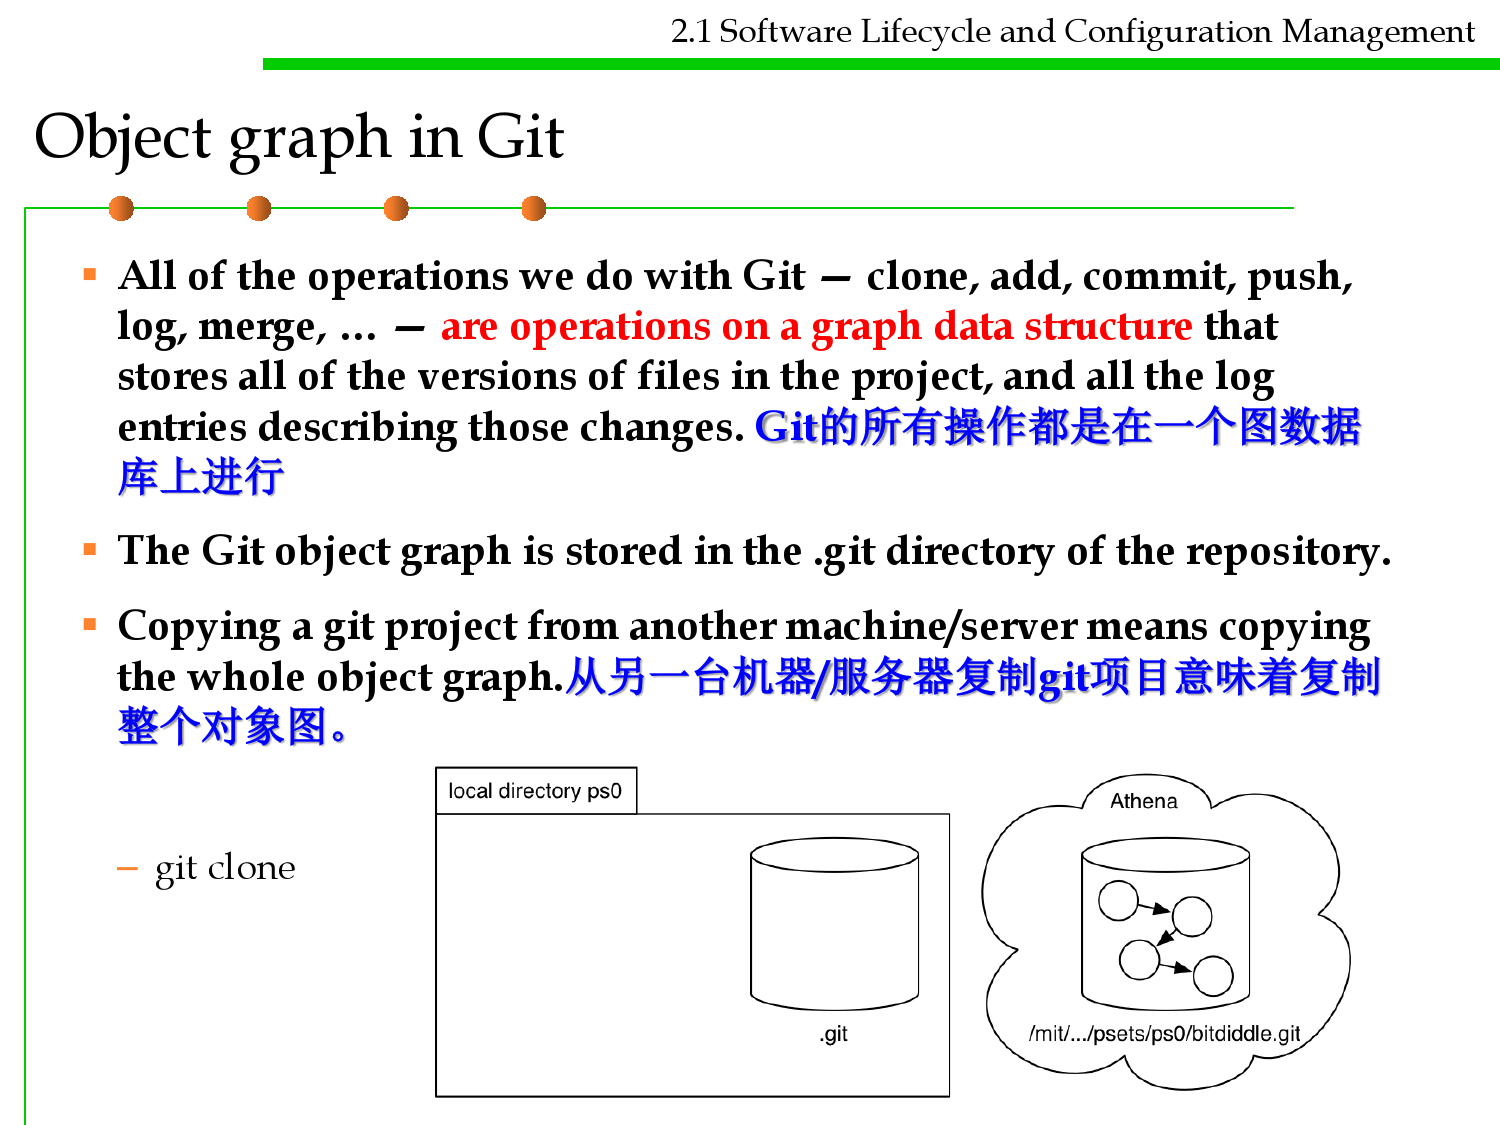 2.1 Software Lifecycle and Configuration Management
Object graph in Git
▪ All of the operations we do with Git — clone, add, commit, push,
log, merge, … — are operations on a graph data structure that
stores all of the versions of files in the project, and all the log
entries describing those changes. Git的所有操作都是在一个图数据
库上进行
▪ The Git object graph is stored in the .git directory of the repository.
▪ Copying a git project from another machine/server means copying
the whole object graph.从另一台机器/服务器复制git项目意味着复制
整个对象图。
– git clone
local directory ps0
.git
Athena
/mit/.../psets/ps0/bitdiddle.git